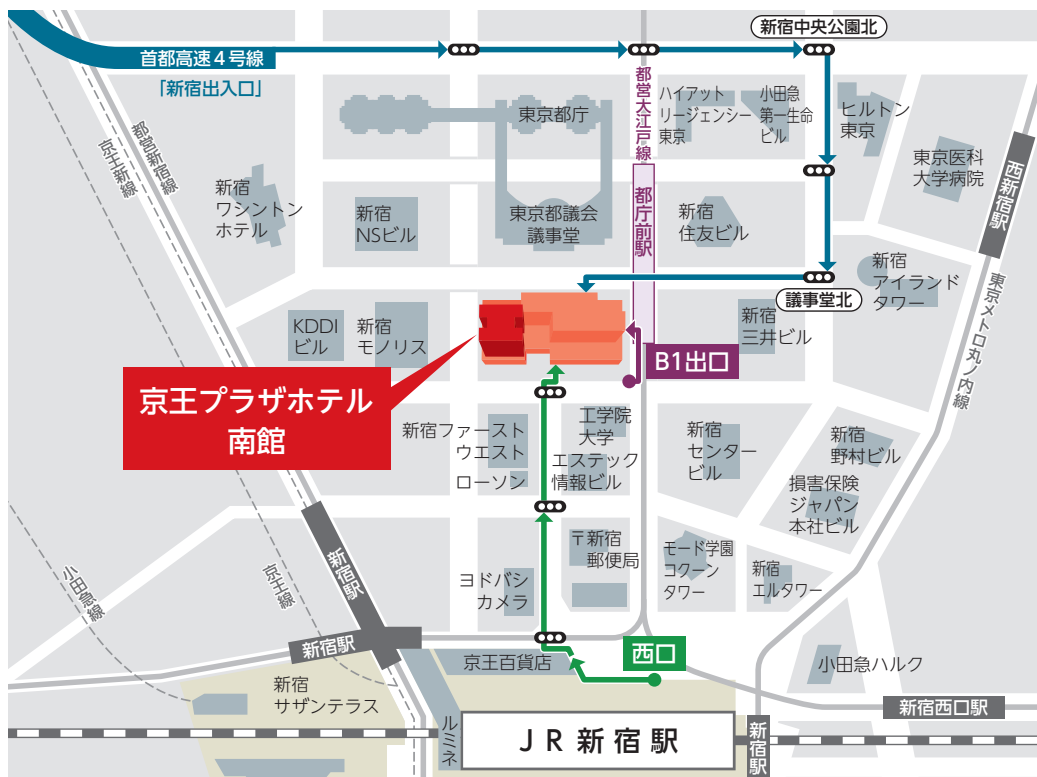 新宿中央公園北
首都高速4号線
「新宿出入口」
都営大江戸線
ハイアット
リージェンシー
東京
小田急
第一生命
ビル
ヒルトン
東京
東京都庁
東京医科
大学病院
西新宿駅
都営新宿線
京王新線
新宿
ワシントン
ホテル
新宿
NSビル
東京都議会
議事堂
都庁前駅
新宿
住友ビル
新宿
アイランド
タワー
議事堂北
東京メトロ丸ノ内線
KDDI
ビル
新宿
モノリス
新宿
三井ビル
B1出口
京王プラザホテル
南館
新宿ファースト
ウエスト
ローソン
工学院
大学
エステック
情報ビル
新宿
センター
ビル
新宿
野村ビル
損害保険
ジャパン
本社ビル
〒新宿
郵便局
モード学園
コクーン
タワー
新宿
エルタワー
ヨドバシ
カメラ
小田急線
京王線
新宿駅
新宿駅
京王百貨店
西口
小田急ハルク
新宿
サザンテラス
新宿西口駅
ルミネ
JR新宿駅
新宿駅